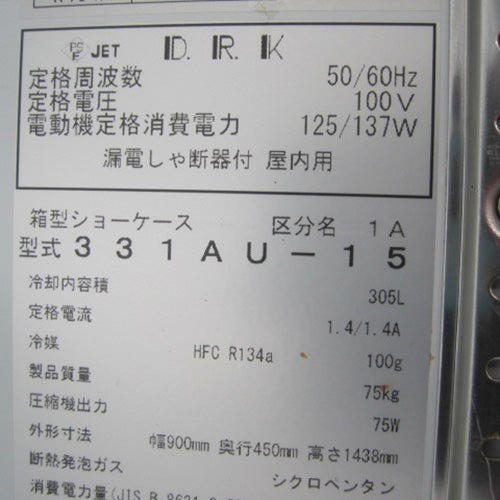 PS E JET D.R.K
定格周波数 50/60Hz
定格電圧 100V
電動機定格消費電力 125/137W
漏電しゃ断器付 屋内用
箱型ショーケース 区分名 1A
型式 331AU-15
冷却内容積 305L
定格電流 1.4/1.4A
冷媒 HFC R134a 100g
製品質量 75kg
圧縮機出力 75W
外形寸法 幅900mm 奥行450mm 高さ1438mm
断熱発泡ガス シクロペンタン
消費電力量(JIS B 8631